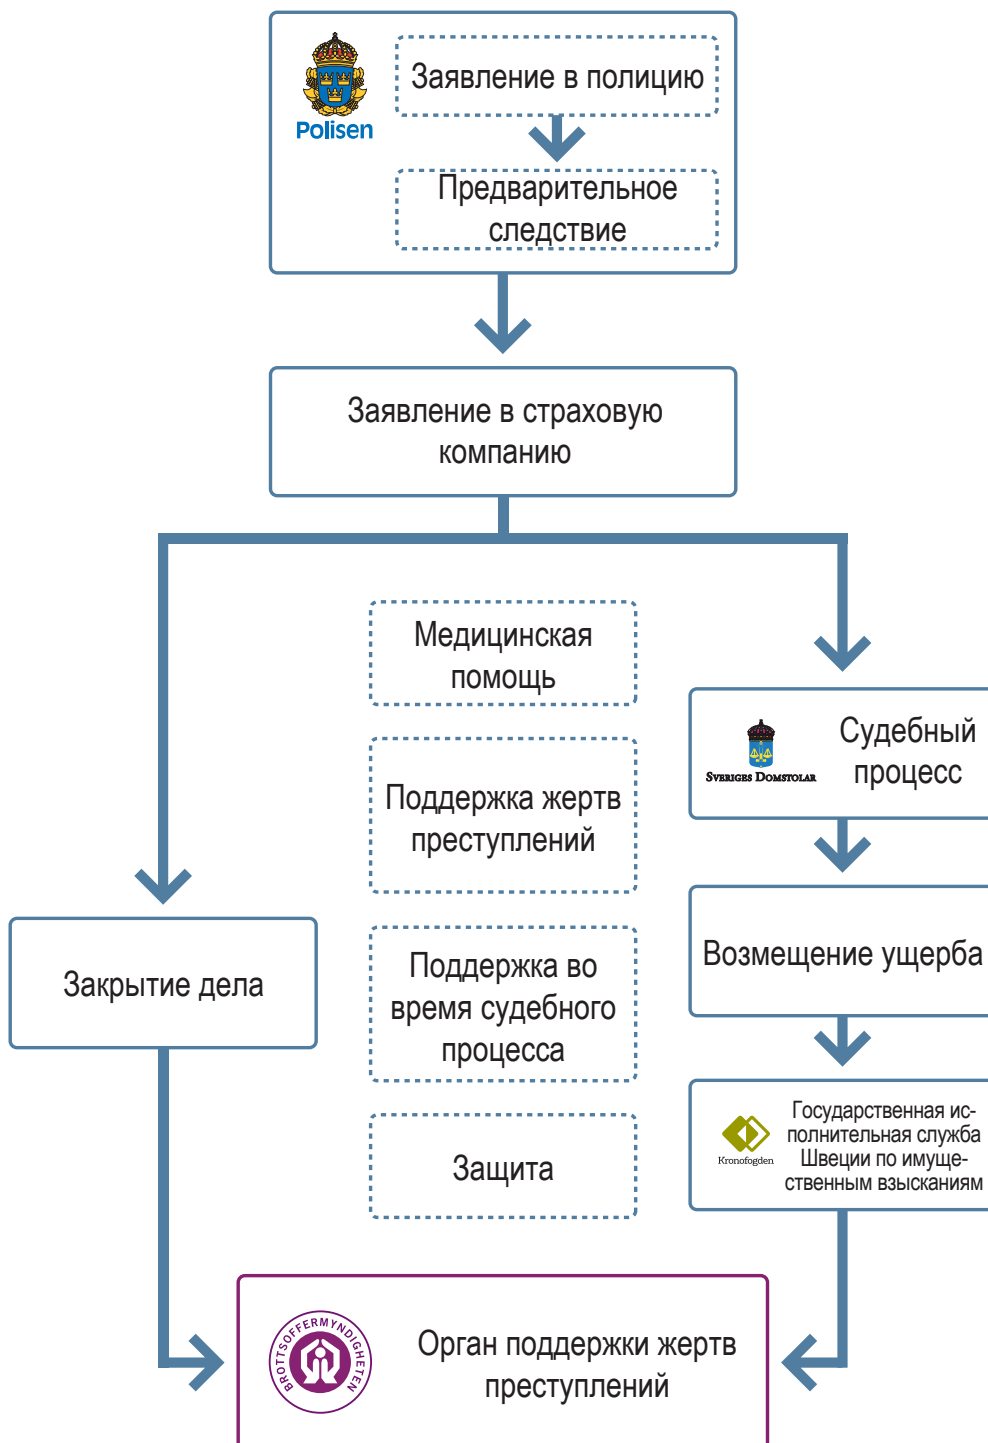 Polisen
Заявление в полицию
Предварительное
следствие
Заявление в страховую
компанию
Медицинская
помощь
Поддержка жертв
преступлений
Поддержка во
время судебного
процесса
Защита
Закрытие дела
SVERIGES DOMSTOLAR
Судебный
процесс
Возмещение ущерба
Kronofogden
Государственная ис-
полнительная служба
Швеции по имуще-
ственным взысканиям
BROTTSOFFERMYNDIGHETEN
Орган поддержки жертв
преступлений